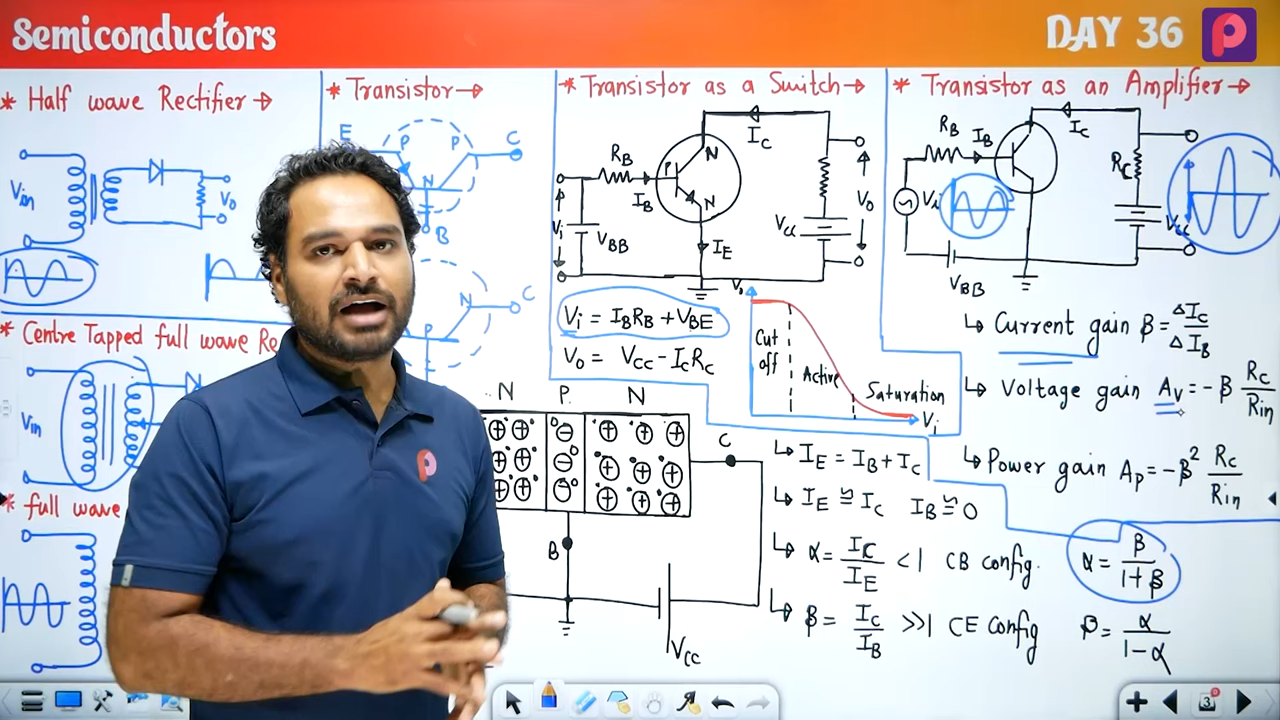 Semiconductors
DAY 36
* Half wave Rectifier →
Vin
V0
* Centre Tapped full wave Re
Vin
* full wave
* Transistor →
E
P
P
C
N
B
N
C
* Transistor as a Switch →
IC
RB
P
N
IB
N
Vi
VBB
IE
VCC
V0
Vi = IBRB + VBE
V0 = VCC - ICRC
V0
Cut off
Active
Saturation
Vi
N P N
C
B
VCC
↳ IE = IB + IC
↳ IE ≌ IC IB ≌ 0
↳ α = IC/IE < 1 CB config.
↳ β = IC/IB >>1 CE Config
* Transistor as an Amplifier →
RB
IB
IC
Vi
RC
VCC
VBB
↳ Current gain β = ΔIC/ΔIB
↳ Voltage gain AV = - β RC/Rin
↳ Power gain AP = - β² RC/Rin
α = β/1+β
β = α/1-α
3